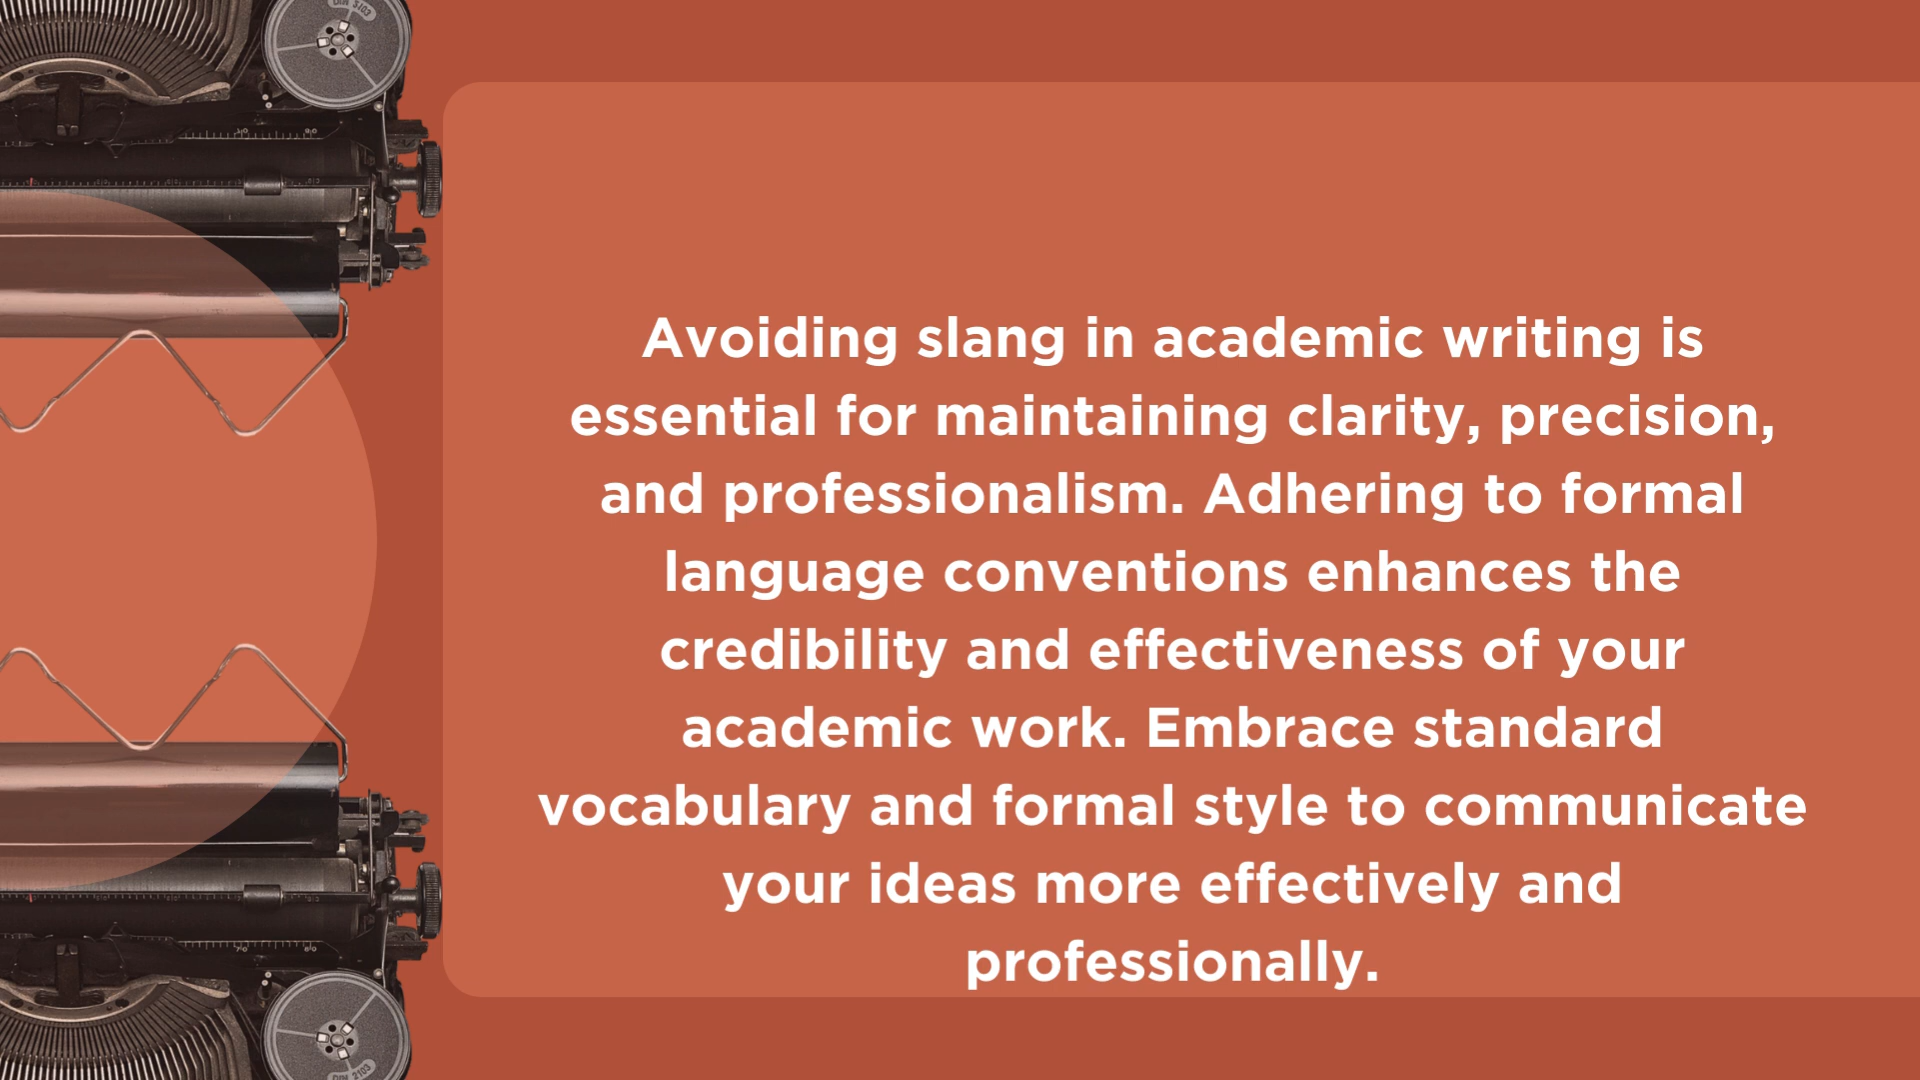 Avoiding slang in academic writing is
essential for maintaining clarity, precision,
and professionalism. Adhering to formal
language conventions enhances the
credibility and effectiveness of your
academic work. Embrace standard
vocabulary and formal style to communicate
your ideas more effectively and
professionally.